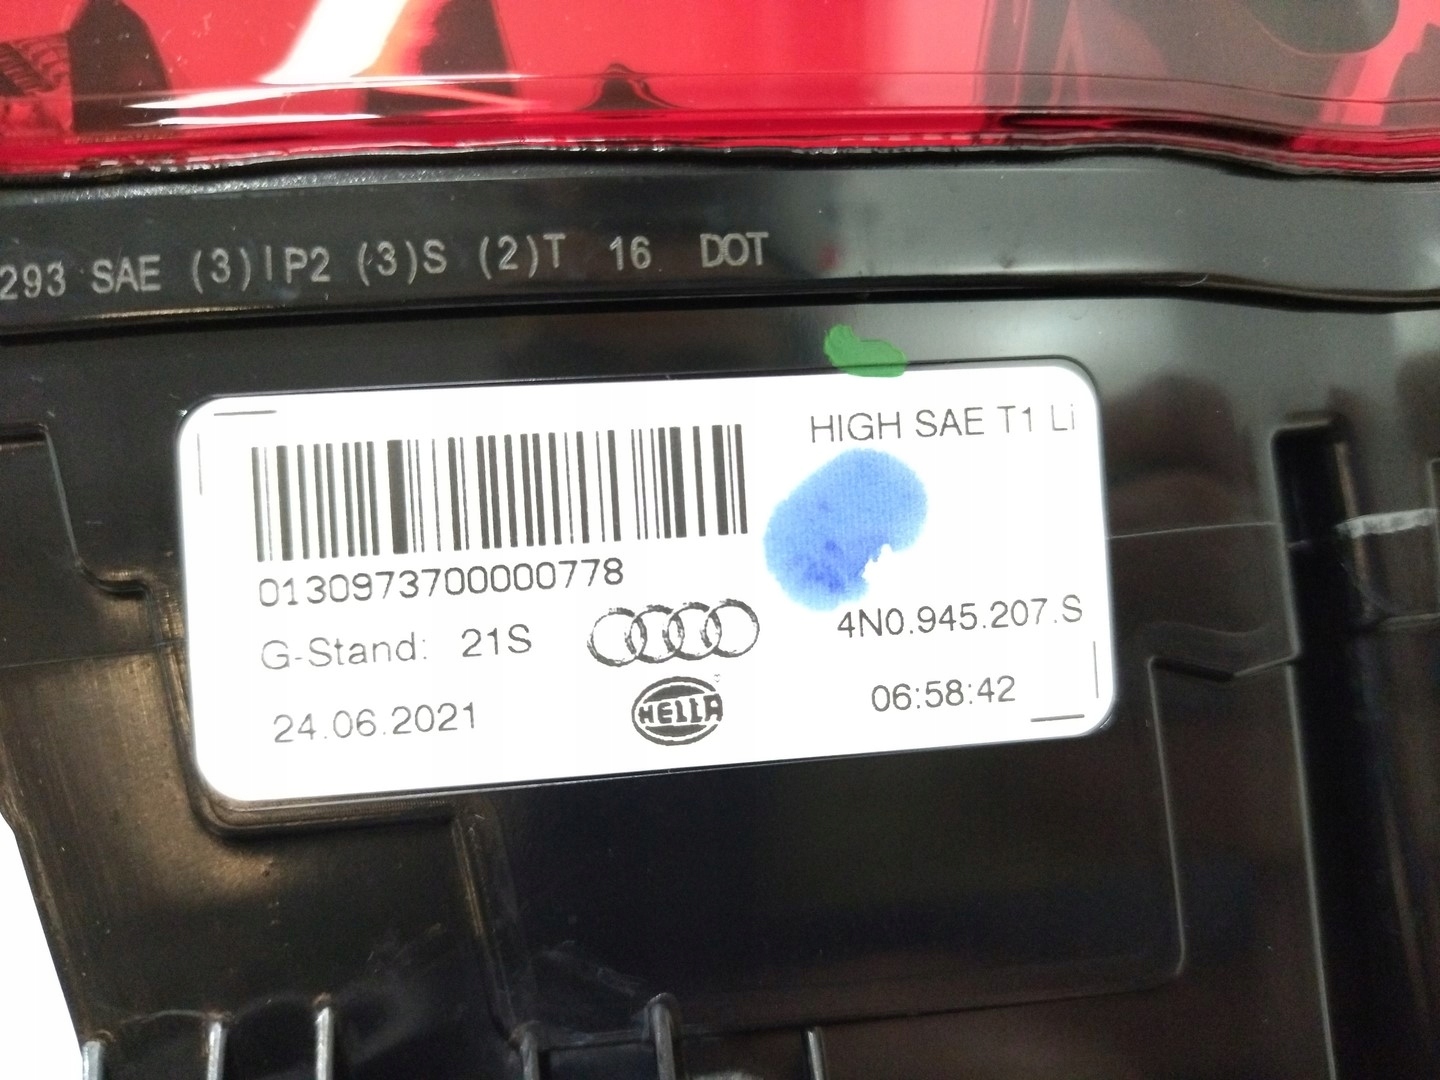 293 SAE (3)IP2 (3)S (2)T 16 DOT
HIGH SAE T1 Li
0130973700000778
G-Stand: 21S
4N0.945.207.S
24.06.2021
HELLA
06:58:42